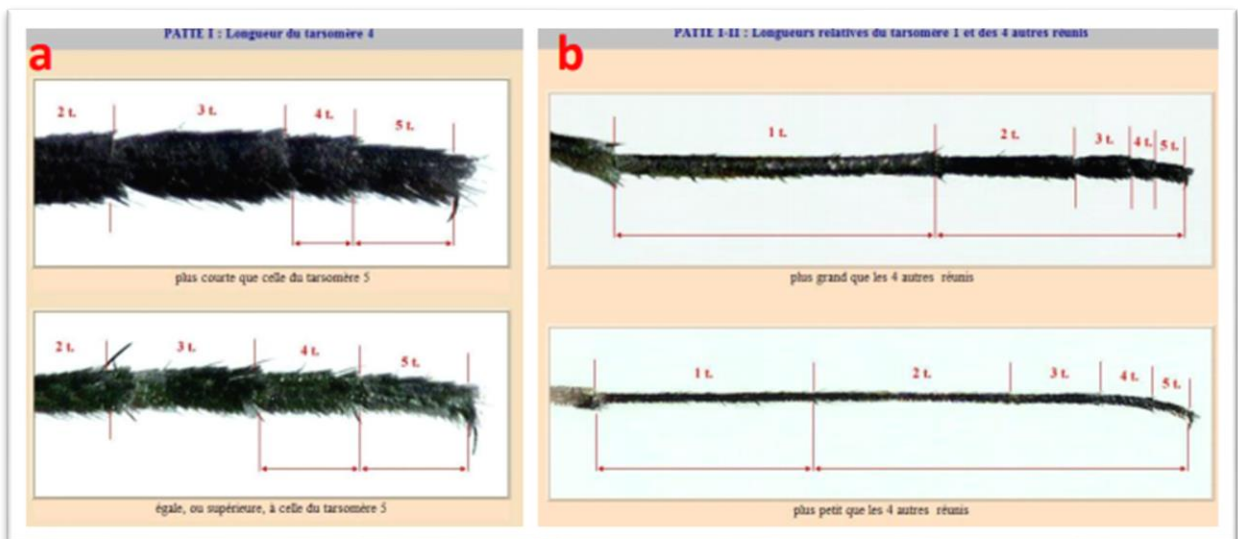 PATTE I : Longueur du tarsomère 4
a
2 t. 3 t. 4 t. 5 t.
plus courte que celle du tarsomère 5
2 t. 3 t. 4 t. 5 t.
égale, ou supérieure, à celle du tarsomère 5
PATTE I-II : Longueurs relatives du tarsomère 1 et des 4 autres réunis
b
1 t. 2 t. 3 t. 4 t. 5 t.
plus grand que les 4 autres réunis
1 t. 2 t. 3 t. 4 t. 5 t.
plus petit que les 4 autres réunis